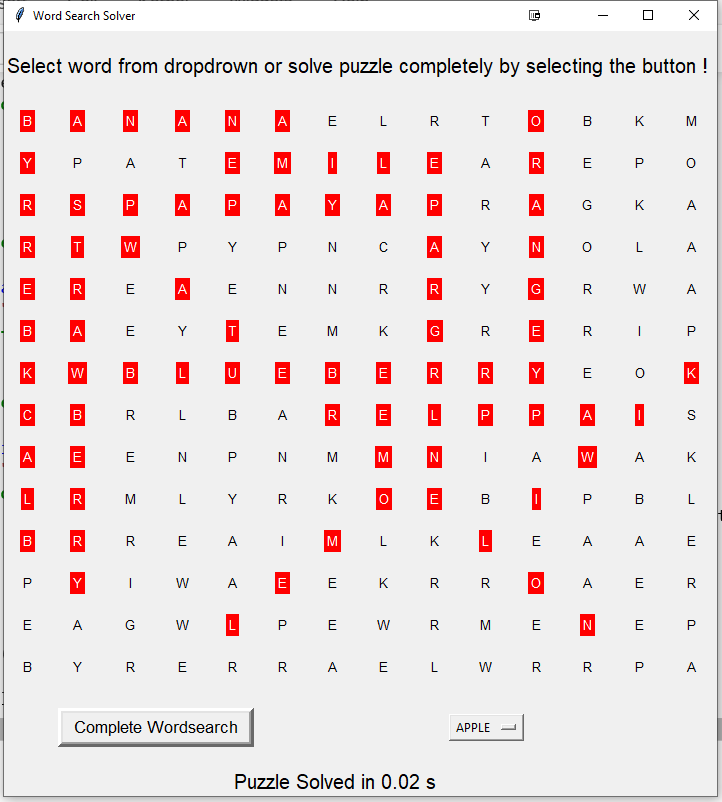 Word Search Solver
Select word from dropdrown or solve puzzle completely by selecting the button !
B A N A N A E L R T O B K M
Y P A T E M I L E A R E P O
R S P A P A Y A P R A G K A
R T W P Y P N C A Y N O L A
E R E A E N N R R Y G R W A
B A E Y T E M K G R E R I P
K W B L U E B E R R Y E O K
C B R L B A R E L P P A I S
A E E N P N M M N I A W A K
L R M L Y R K O E B I P B L
B R R E A I M L K L E A A E
P Y I W A E E K R R O A E R
E A G W L P E W R M E N E P
B Y R E R R A E L W R R P A
Complete Wordsearch APPLE
Puzzle Solved in 0.02 s